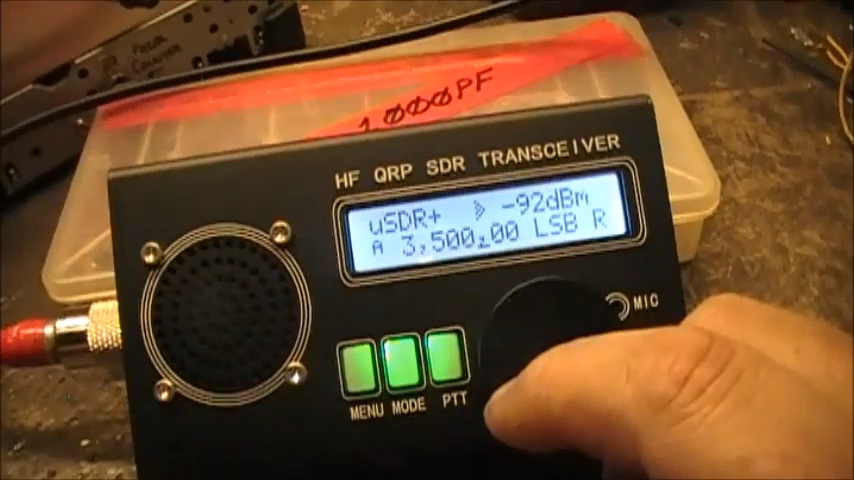 1.000PF
HF QRP SDR TRANSCEIVER
uSDR+ -92dBm
A 3,500.00 LSB R
MIC
MENU MODE PTT